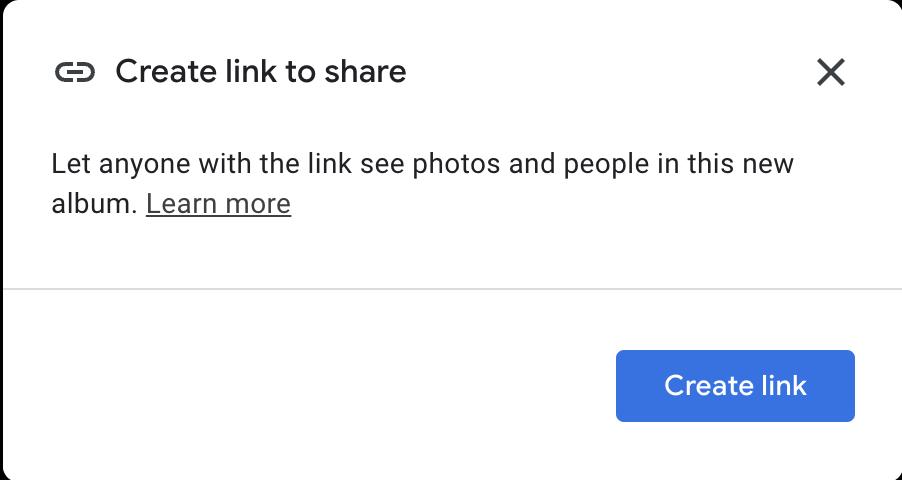 Create link to share
Let anyone with the link see photos and people in this new
album. Learn more
Create link